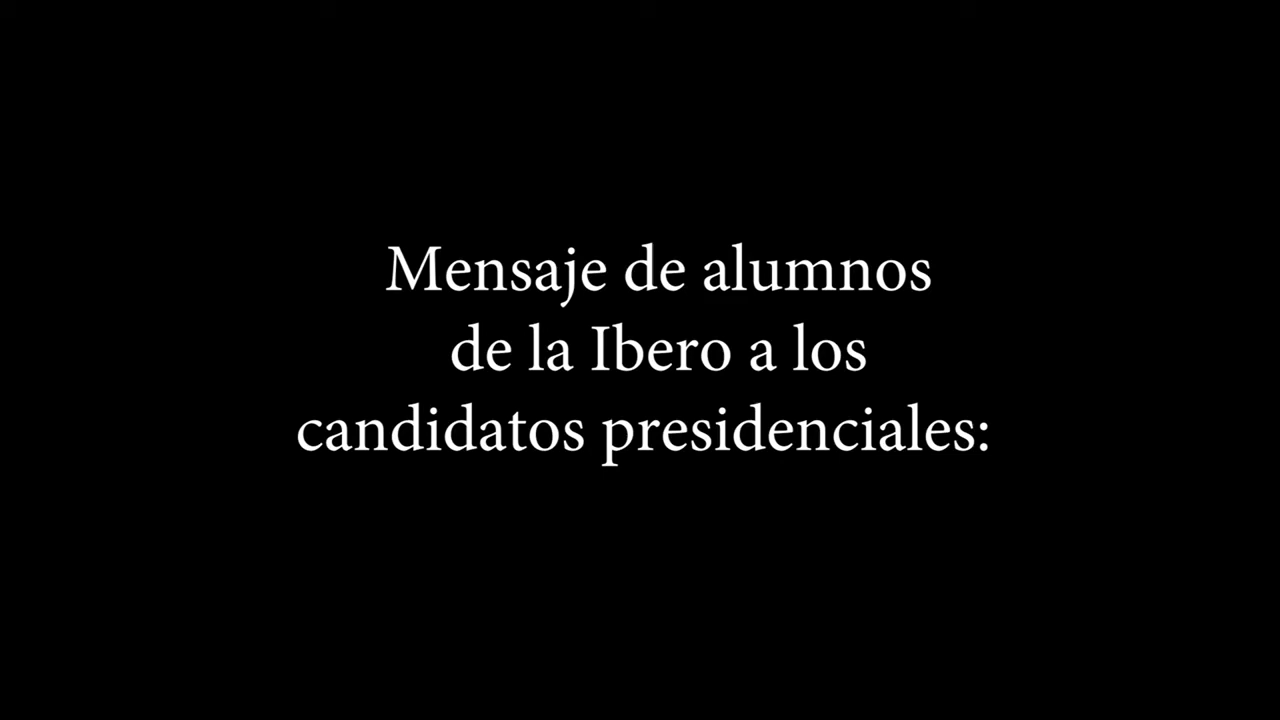 Mensaje de alumnos
de la Ibero a los
candidatos presidenciales: